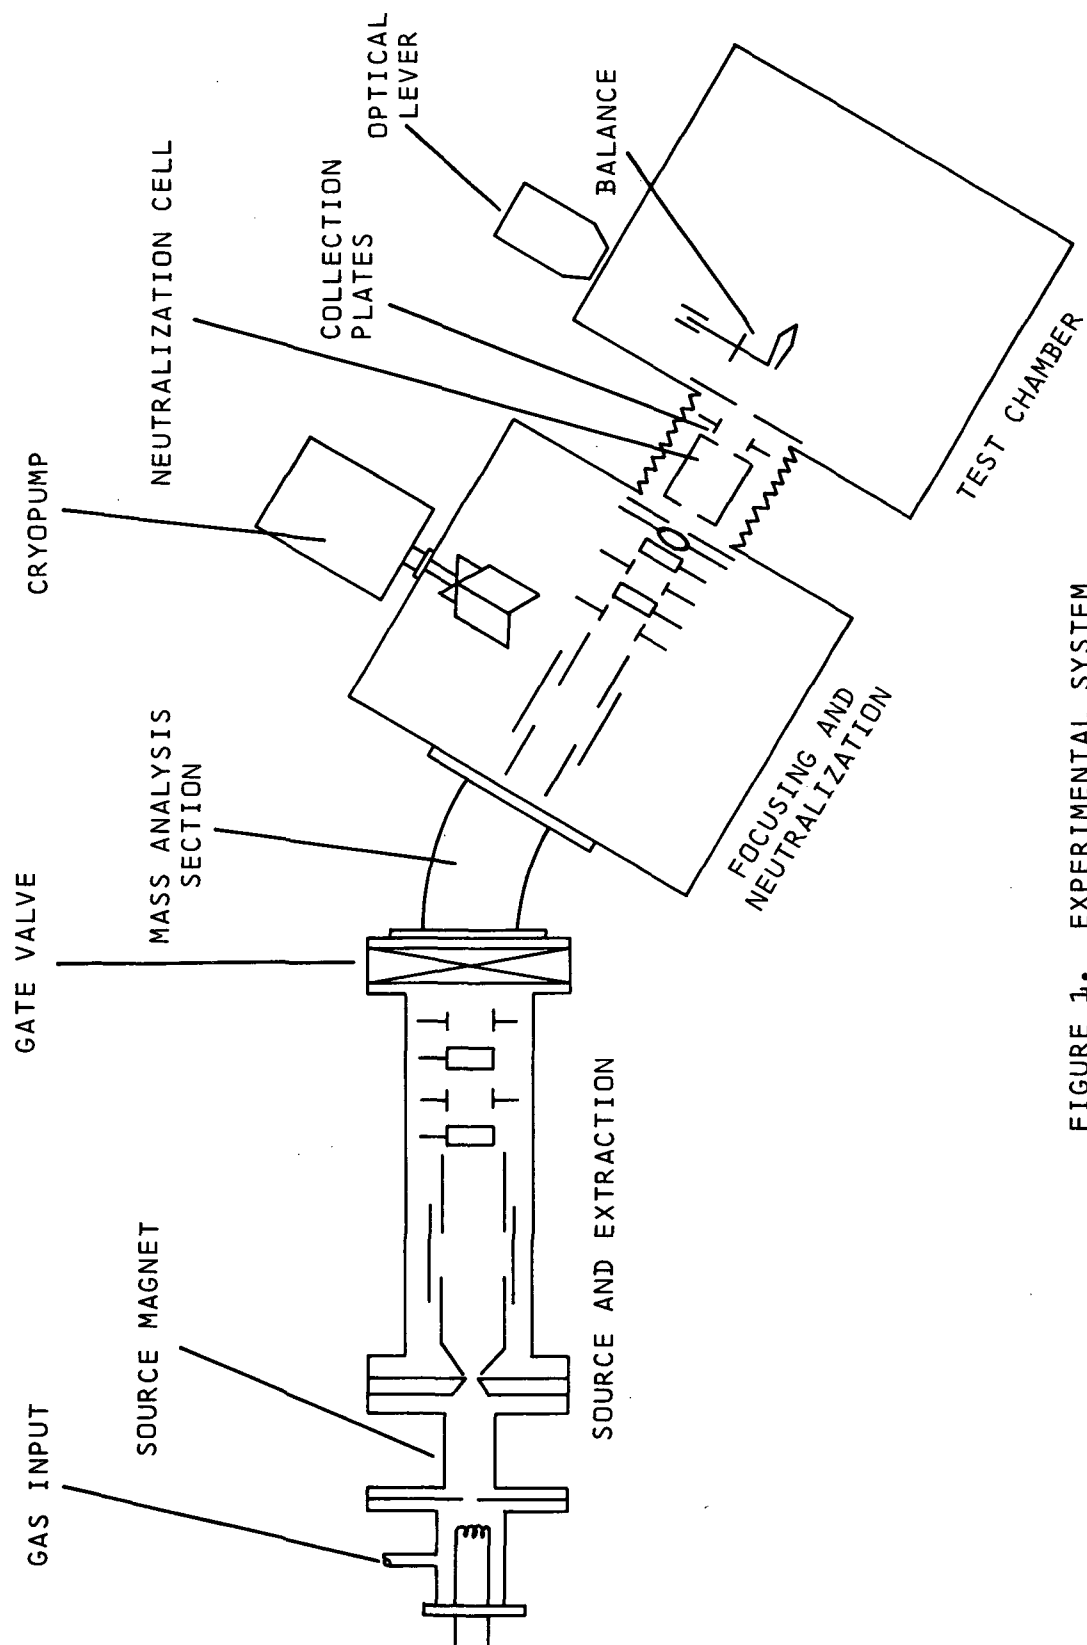 GAS INPUT
SOURCE MAGNET
GATE VALVE
MASS ANALYSIS
SECTION
CRYOPUMP
NEUTRALIZATION CELL
COLLECTION
PLATES
OPTICAL
LEVER
BALANCE
SOURCE AND EXTRACTION
FOCUSING AND
NEUTRALIZATION
TEST CHAMBER
FIGURE 1. EXPERIMENTAL SYSTEM